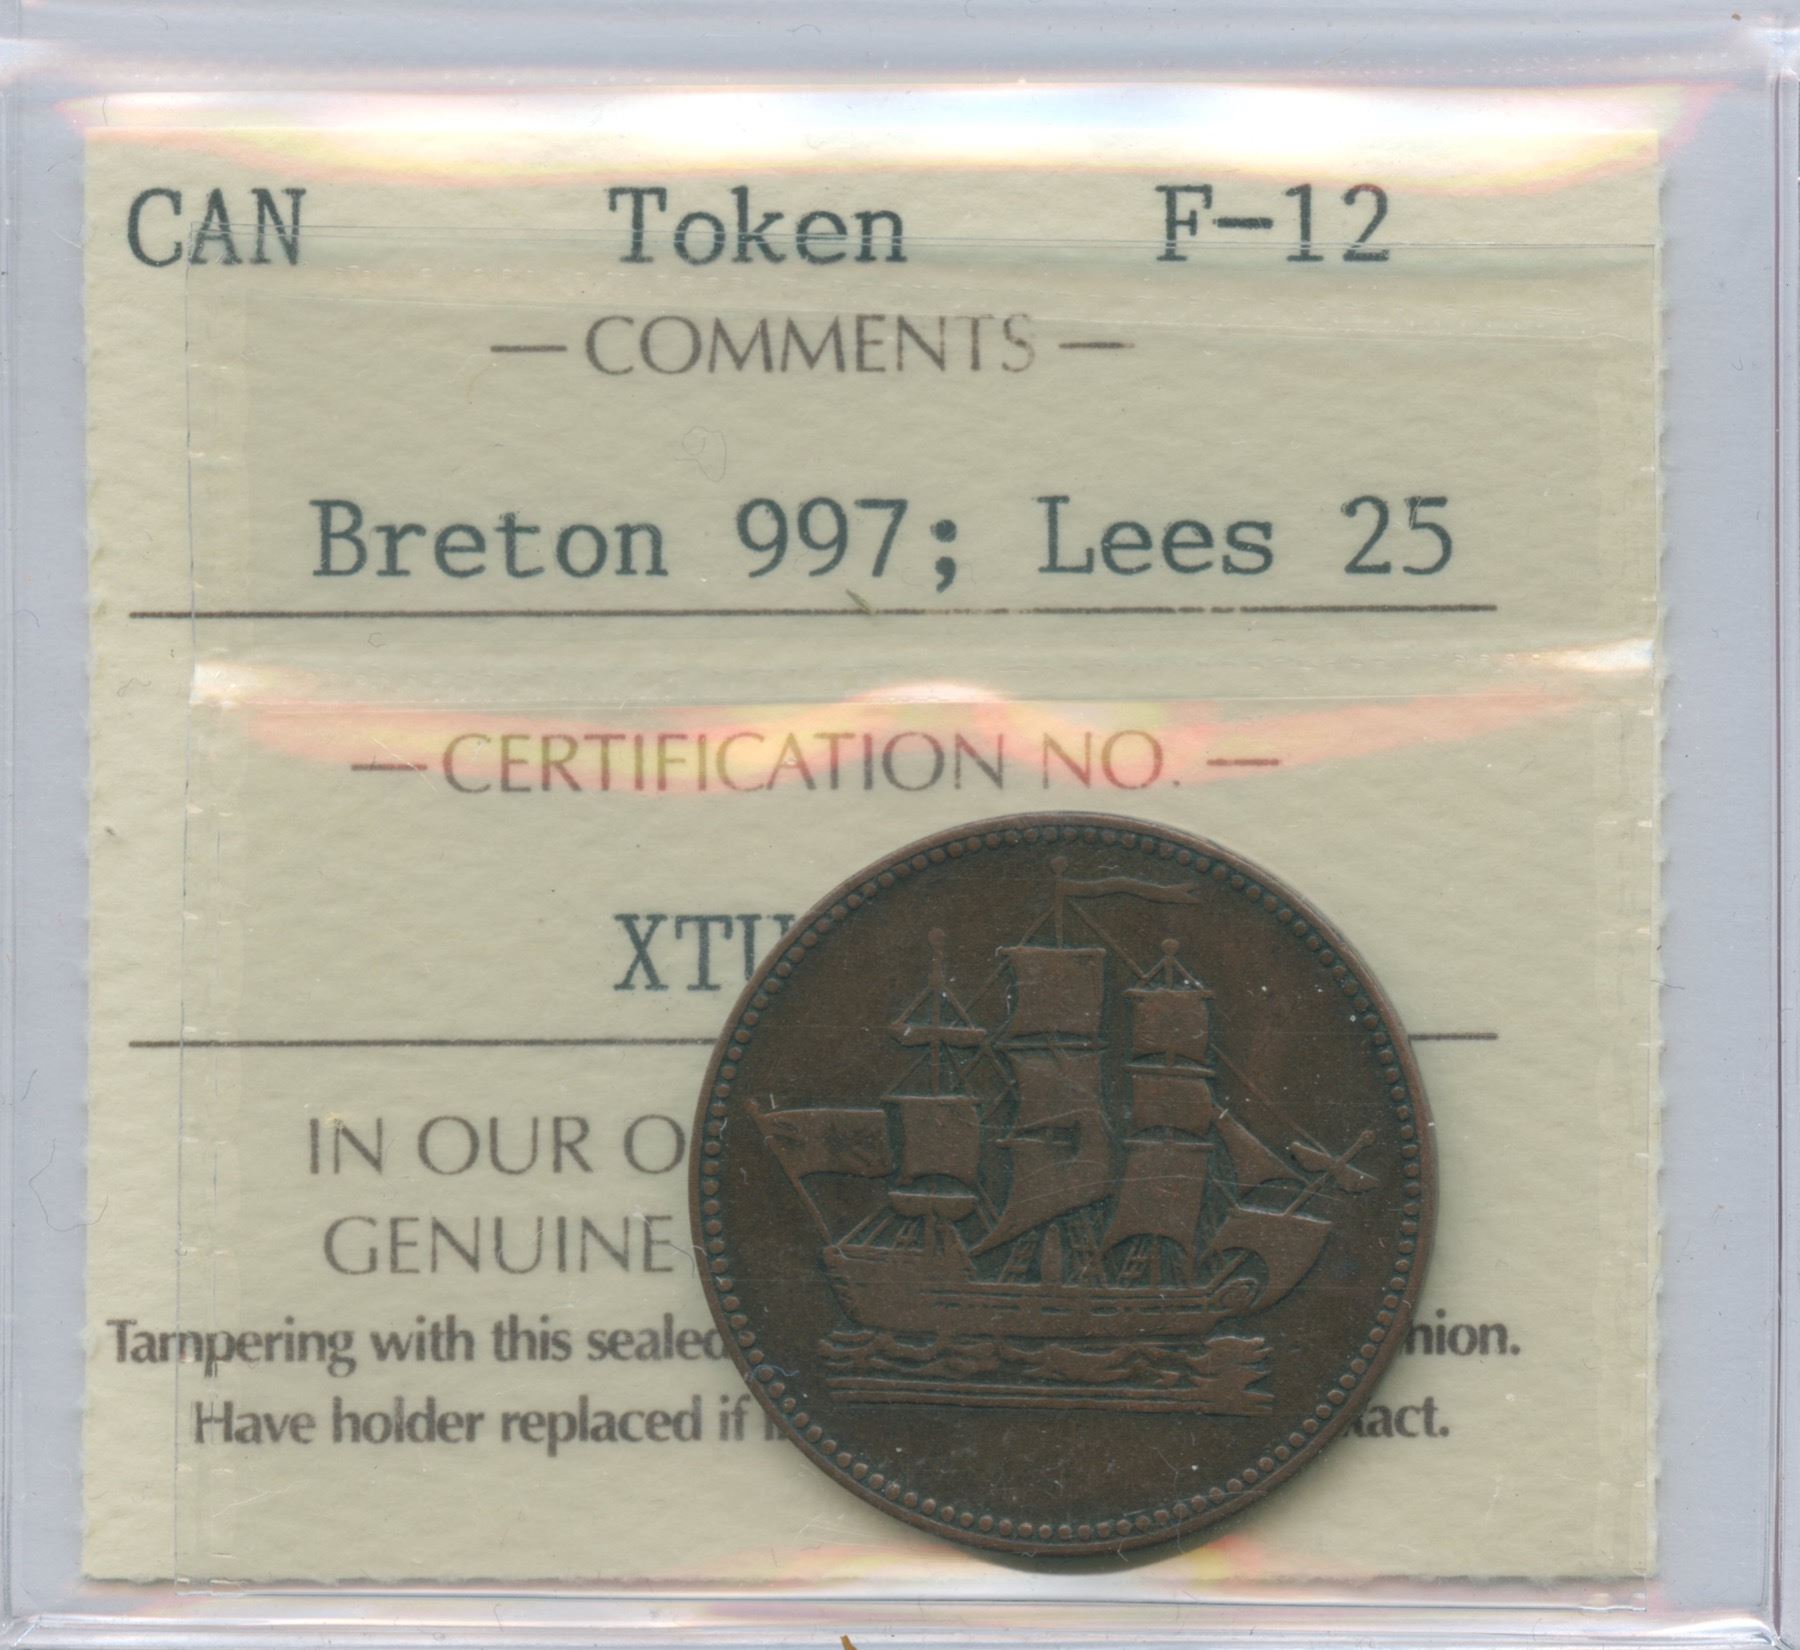 CAN Token F-12
— COMMENTS —
Breton 997; Lees 25
— CERTIFICATION NO. —
XTU
IN OUR O
GENUINE
Tampering with this sealed nion.
Have holder replaced if tact.